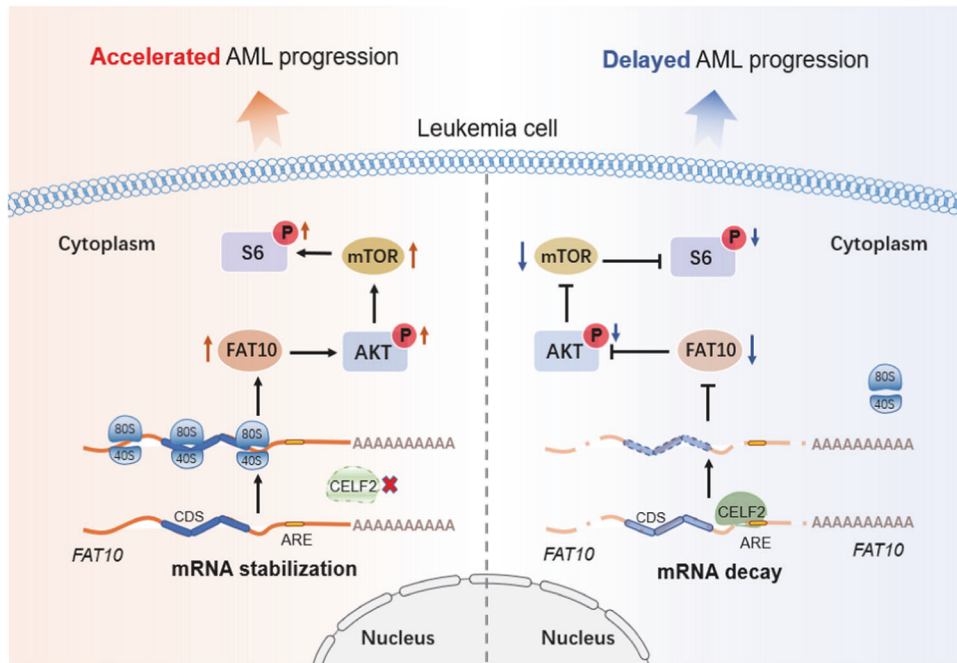 Accelerated AML progression
Delayed AML progression
Leukemia cell
Cytoplasm
S6
P
mTOR
FAT10
AKT
P
80S
80S
80S
40S
40S
40S
AAAAAAAAAA
CELF2
CDS
ARE
AAAAAAAAAA
FAT10
mRNA stabilization
Nucleus
Cytoplasm
mTOR
S6
P
AKT
P
FAT10
80S
40S
AAAAAAAAAA
CDS
CELF2
ARE
AAAAAAAAAA
FAT10
FAT10
mRNA decay
Nucleus